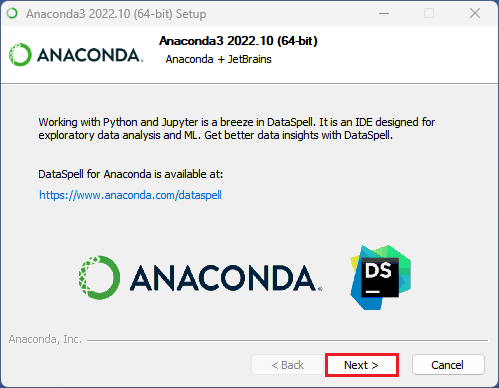 Anaconda3 2022.10 (64-bit) Setup
ANACONDA.
Anaconda3 2022.10 (64-bit)
Anaconda + JetBrains
Working with Python and Jupyter is a breeze in DataSpell. It is an IDE designed for
exploratory data analysis and ML. Get better data insights with DataSpell.
DataSpell for Anaconda is available at:
https://www.anaconda.com/dataspell
ANACONDA.
DS
Anaconda, Inc.
< Back
Next >
Cancel